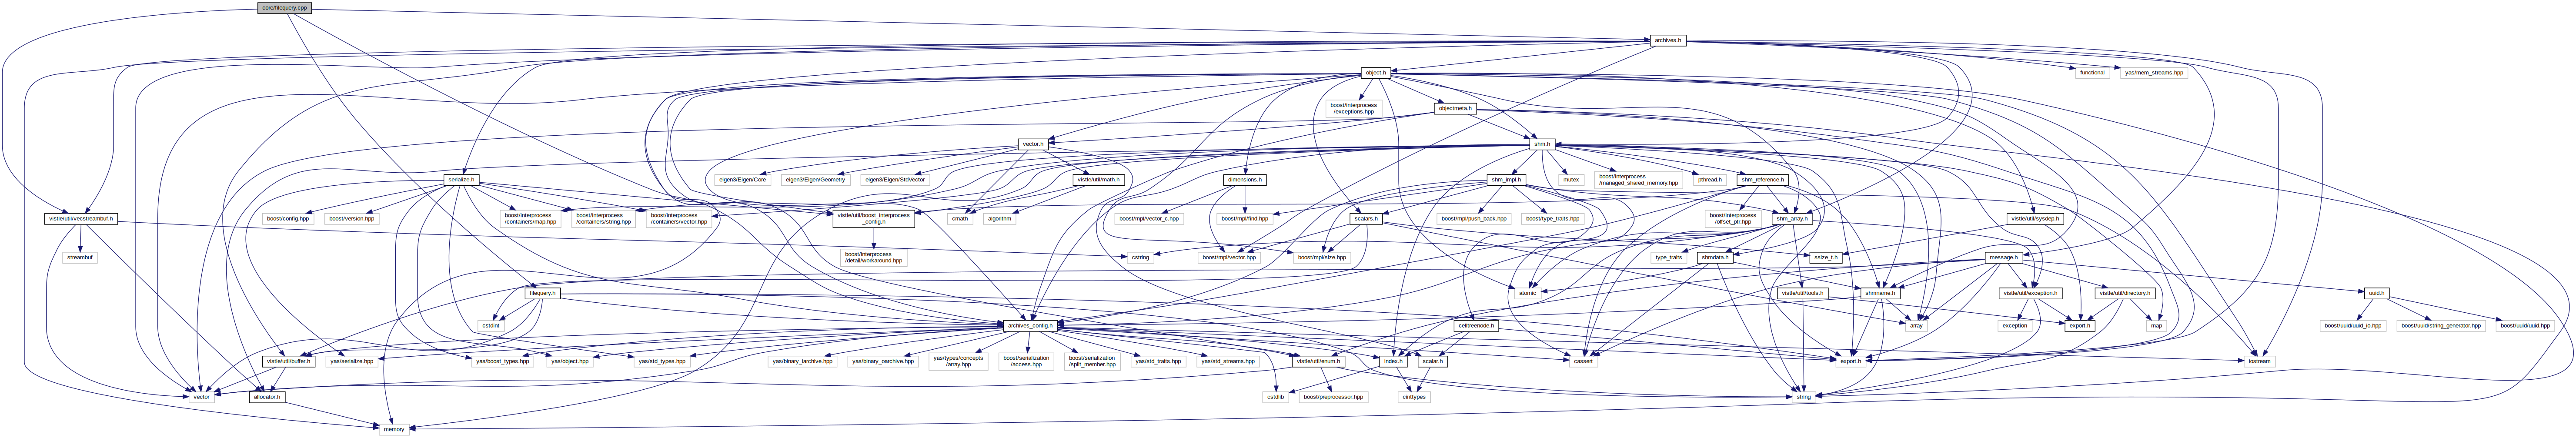 core/filequery.cpp
archives.h
object.h
functional
yas/mem_streams.hpp
boost/interprocess
/exceptions.hpp
objectmeta.h
vector.h
shm.h
eigen3/Eigen/Core
eigen3/Eigen/Geometry
eigen3/Eigen/StdVector
vistle/util/math.h
dimensions.h
shm_impl.h
mutex
boost/interprocess
/managed_shared_memory.hpp
pthread.h
shm_reference.h
serialize.h
vistle/util/vecstreambuf.h
boost/config.hpp
boost/version.hpp
boost/interprocess
/containers/map.hpp
boost/interprocess
/containers/string.hpp
boost/interprocess
/containers/vector.hpp
vistle/util/boost_interprocess
_config.h
cmath
algorithm
boost/mpl/vector_c.hpp
boost/mpl/find.hpp
scalars.h
boost/mpl/push_back.hpp
boost/type_traits.hpp
boost/interprocess
/offset_ptr.hpp
shm_array.h
vistle/util/sysdep.h
streambuf
boost/interprocess
/detail/workaround.hpp
cstring
boost/mpl/vector.hpp
boost/mpl/size.hpp
type_traits
shmdata.h
ssize_t.h
message.h
filequery.h
atomic
vistle/util/tools.h
shmname.h
vistle/util/exception.h
vistle/util/directory.h
uuid.h
cstdint
archives_config.h
celltreenode.h
array
exception
export.h
map
boost/uuid/uuid_io.hpp
boost/uuid/string_generator.hpp
boost/uuid/uuid.hpp
vistle/util/buffer.h
yas/serialize.hpp
yas/boost_types.hpp
yas/object.hpp
yas/std_types.hpp
yas/binary_iarchive.hpp
yas/binary_oarchive.hpp
yas/types/concepts
/array.hpp
boost/serialization
/access.hpp
boost/serialization
/split_member.hpp
yas/std_traits.hpp
yas/std_streams.hpp
vistle/util/enum.h
index.h
scalar.h
cassert
export.h
iostream
vector
allocator.h
cstdlib
boost/preprocessor.hpp
cinttypes
string
memory